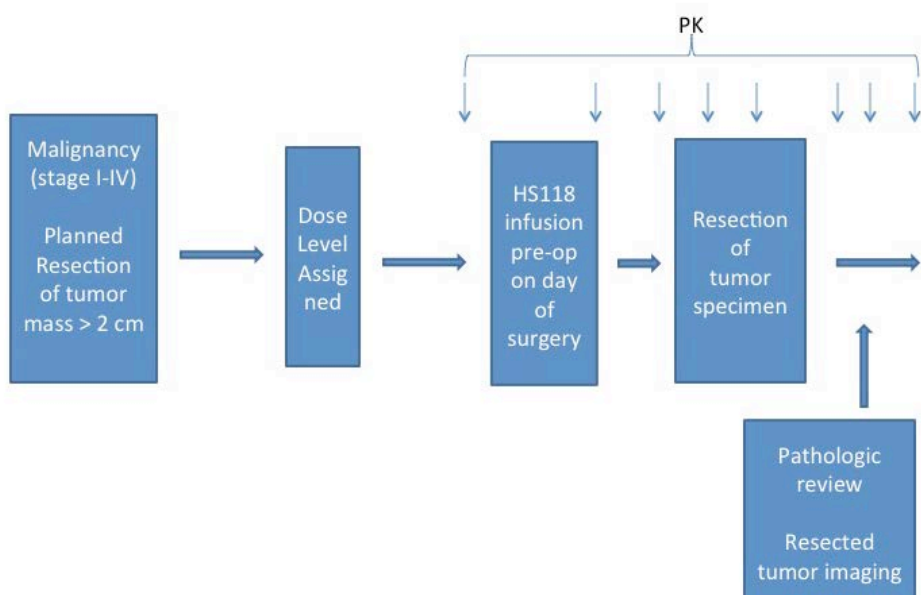 PK
Malignancy
(stage I-IV)
Planned
Resection
of tumor
mass > 2 cm
Dose
Level
Assig
ned
HS118
infusion
pre-op
on day
of
surgery
Resection
of
tumor
specimen
Pathologic
review
Resected
tumor imaging